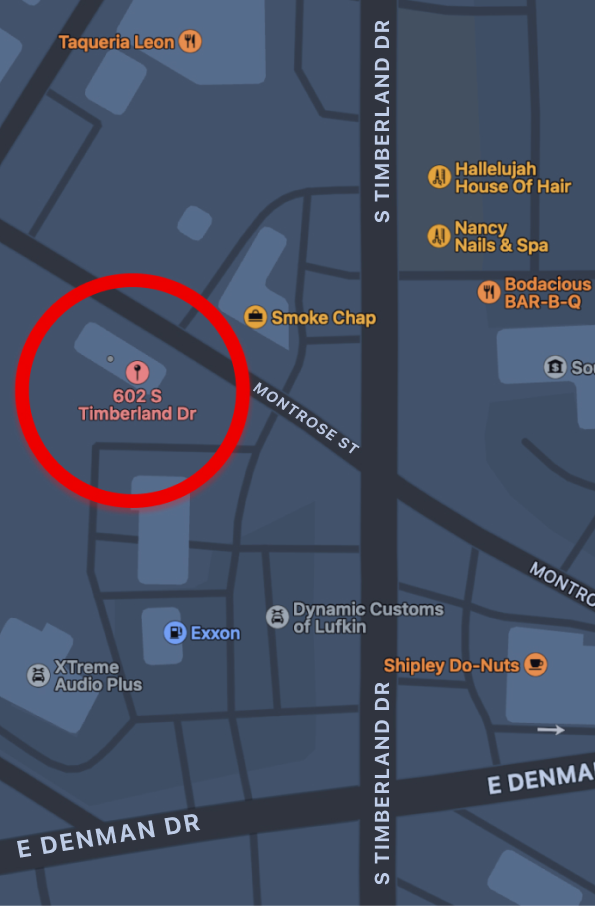 Taqueria Leon
S TIMBERLAND DR
Hallelujah
House Of Hair
Nancy
Nails & Spa
Bodacious
BAR-B-Q
Smoke Chap
Sou
602 S
Timberland Dr
MONTROSE ST
MONTRO
Dynamic Customs
of Lufkin
Exxon
XTreme
Audio Plus
Shipley Do-Nuts
S TIMBERLAND DR
E DENMA
E DENMAN DR